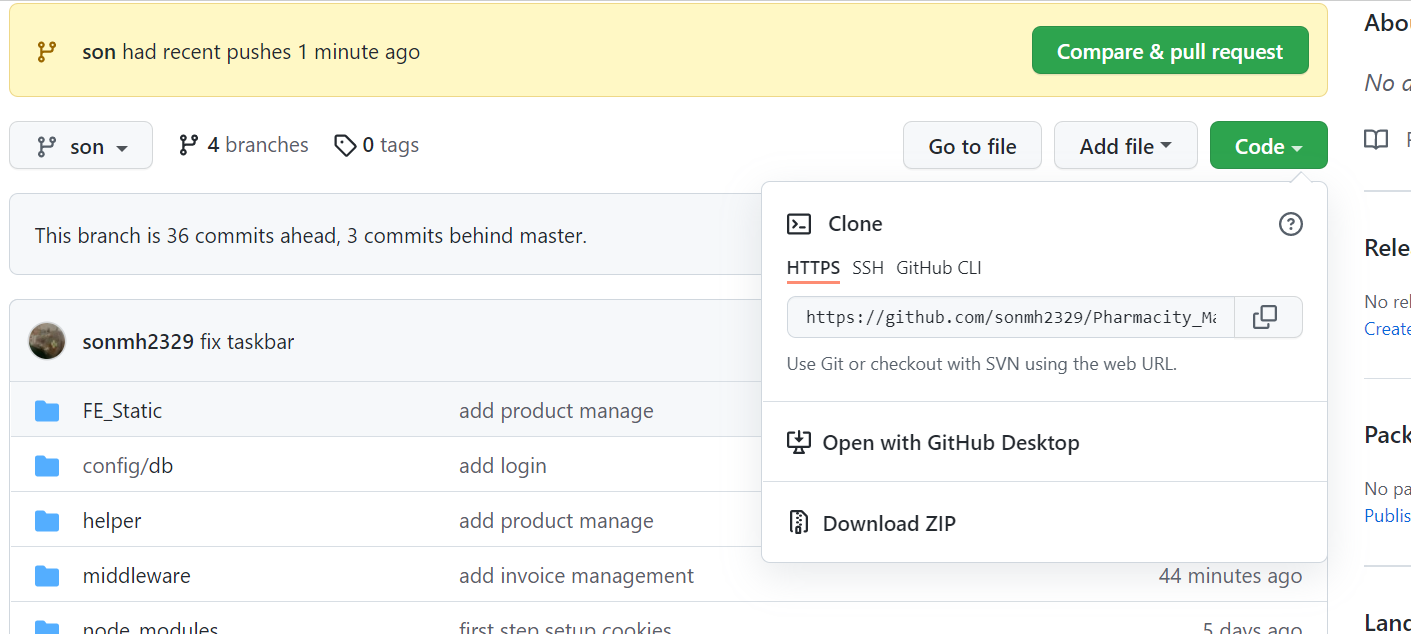 son had recent pushes 1 minute ago
Compare & pull request
son
4 branches
0 tags
Go to file
Add file
Code
This branch is 36 commits ahead, 3 commits behind master.
Clone
HTTPS SSH GitHub CLI
https://github.com/sonmh2329/Pharmacity_Ma
Use Git or checkout with SVN using the web URL.
Open with GitHub Desktop
Download ZIP
sonmh2329 fix taskbar
FE_Static add product manage
config/db add login
helper add product manage
middleware add invoice management 44 minutes ago
node_modules first step setup cookies 5 days ago
Abou
No d
Rele
No rel
Create
Pack
No pa
Publis
Lang